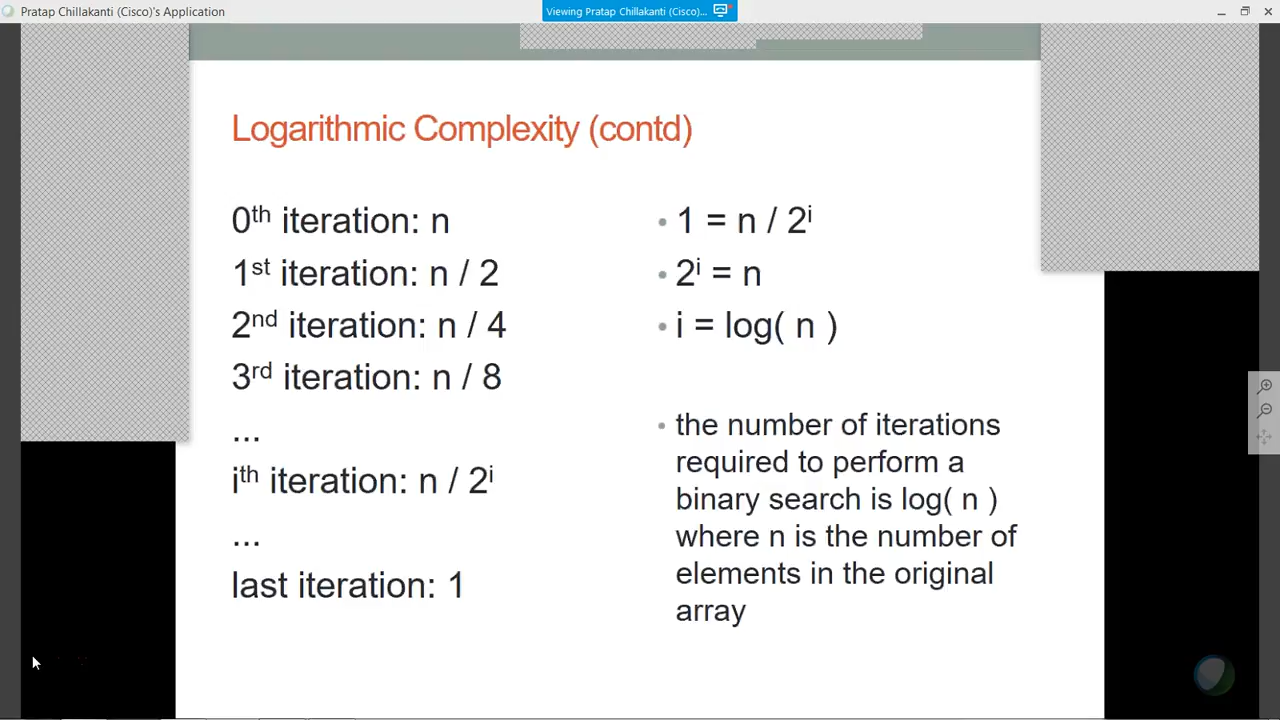 Pratap Chillakanti (Cisco)'s Application
Viewing Pratap Chillakanti (Cisco)...
Logarithmic Complexity (contd)
0th iteration: n
1st iteration: n / 2
2nd iteration: n / 4
3rd iteration: n / 8
...
ith iteration: n / 2i
...
last iteration: 1
• 1 = n / 2i
• 2i = n
• i = log( n )
• the number of iterations
required to perform a
binary search is log( n )
where n is the number of
elements in the original
array